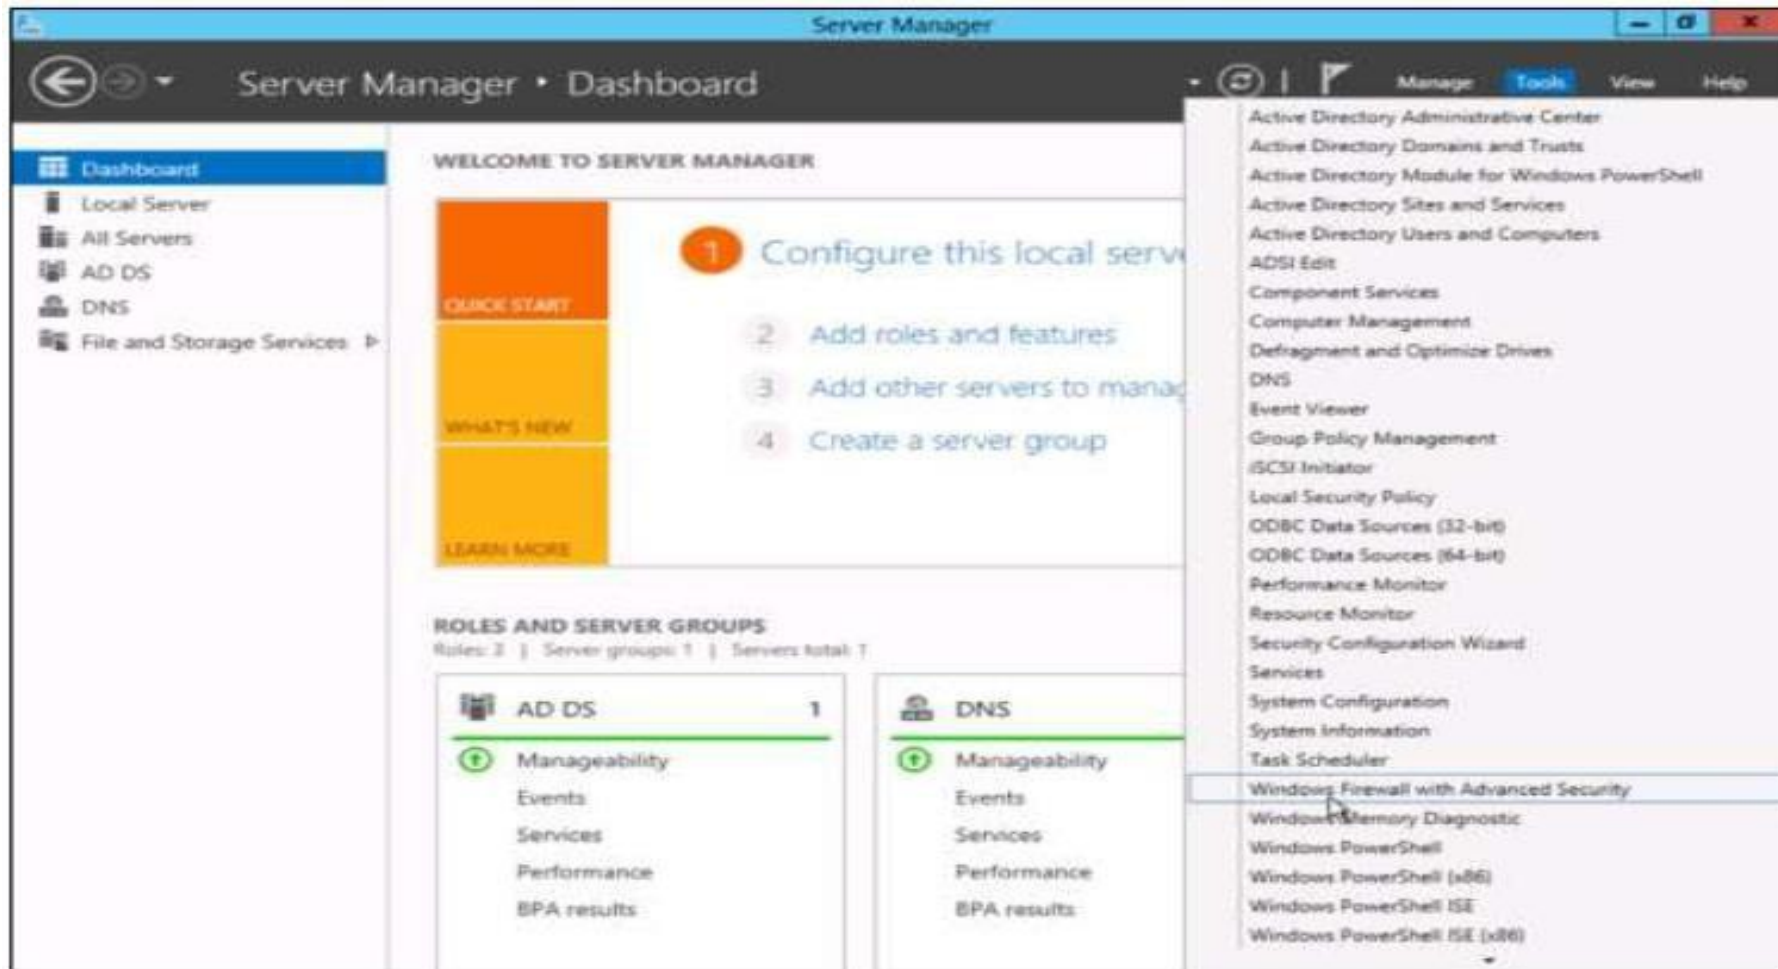 Server Manager
Server Manager • Dashboard
Manage Tools View Help
Dashboard
Local Server
All Servers
AD DS
DNS
File and Storage Services
WELCOME TO SERVER MANAGER
QUICK START
WHAT'S NEW
LEARN MORE
1 Configure this local serv
2 Add roles and features
3 Add other servers to manag
4 Create a server group
ROLES AND SERVER GROUPS
Roles: 3 | Server groups: 1 | Servers total: 1
AD DS 1
Manageability
Events
Services
Performance
BPA results
DNS
Manageability
Events
Services
Performance
BPA results
Active Directory Administrative Center
Active Directory Domains and Trusts
Active Directory Module for Windows PowerShell
Active Directory Sites and Services
Active Directory Users and Computers
ADSI Edit
Component Services
Computer Management
Defragment and Optimize Drives
DNS
Event Viewer
Group Policy Management
iSCSI Initiator
Local Security Policy
ODBC Data Sources (32-bit)
ODBC Data Sources (64-bit)
Performance Monitor
Resource Monitor
Security Configuration Wizard
Services
System Configuration
System Information
Task Scheduler
Windows Firewall with Advanced Security
Windows Memory Diagnostic
Windows PowerShell
Windows PowerShell (x86)
Windows PowerShell ISE
Windows PowerShell ISE (x86)